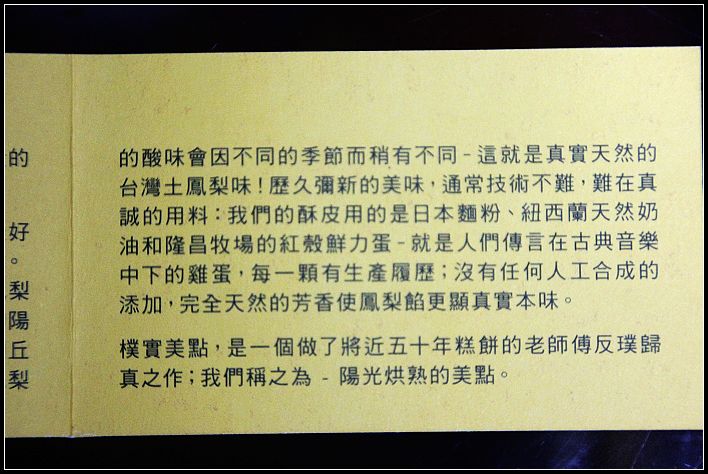 的酸味會因不同的季節而稍有不同-這就是真實天然的
台灣土鳳梨味!歷久彌新的美味,通常技術不難,難在真
誠的用料:我們的酥皮用的是日本麵粉、紐西蘭天然奶
油和隆昌牧場的紅殼鮮力蛋-就是人們傳言在古典音樂
中下的雞蛋,每一顆有生產履歷;沒有任何人工合成的
添加,完全天然的芳香使鳳梨餡更顯真實本味。
樸實美點,是一個做了將近五十年糕餅的老師傅反璞歸
真之作;我們稱之為 - 陽光烘熟的美點。
的
好
。
梨
陽
丘
梨